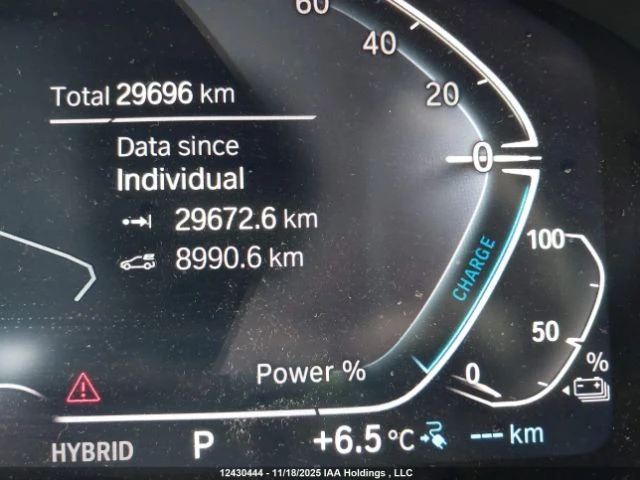 60
40
20
0
Total 29696 km
Data since
Individual
29672.6 km
8990.6 km
CHARGE
100
50
0
%
Power %
HYBRID P +6.5 °C --- km
12430444 - 11/18/2025 IAA Holdings , LLC